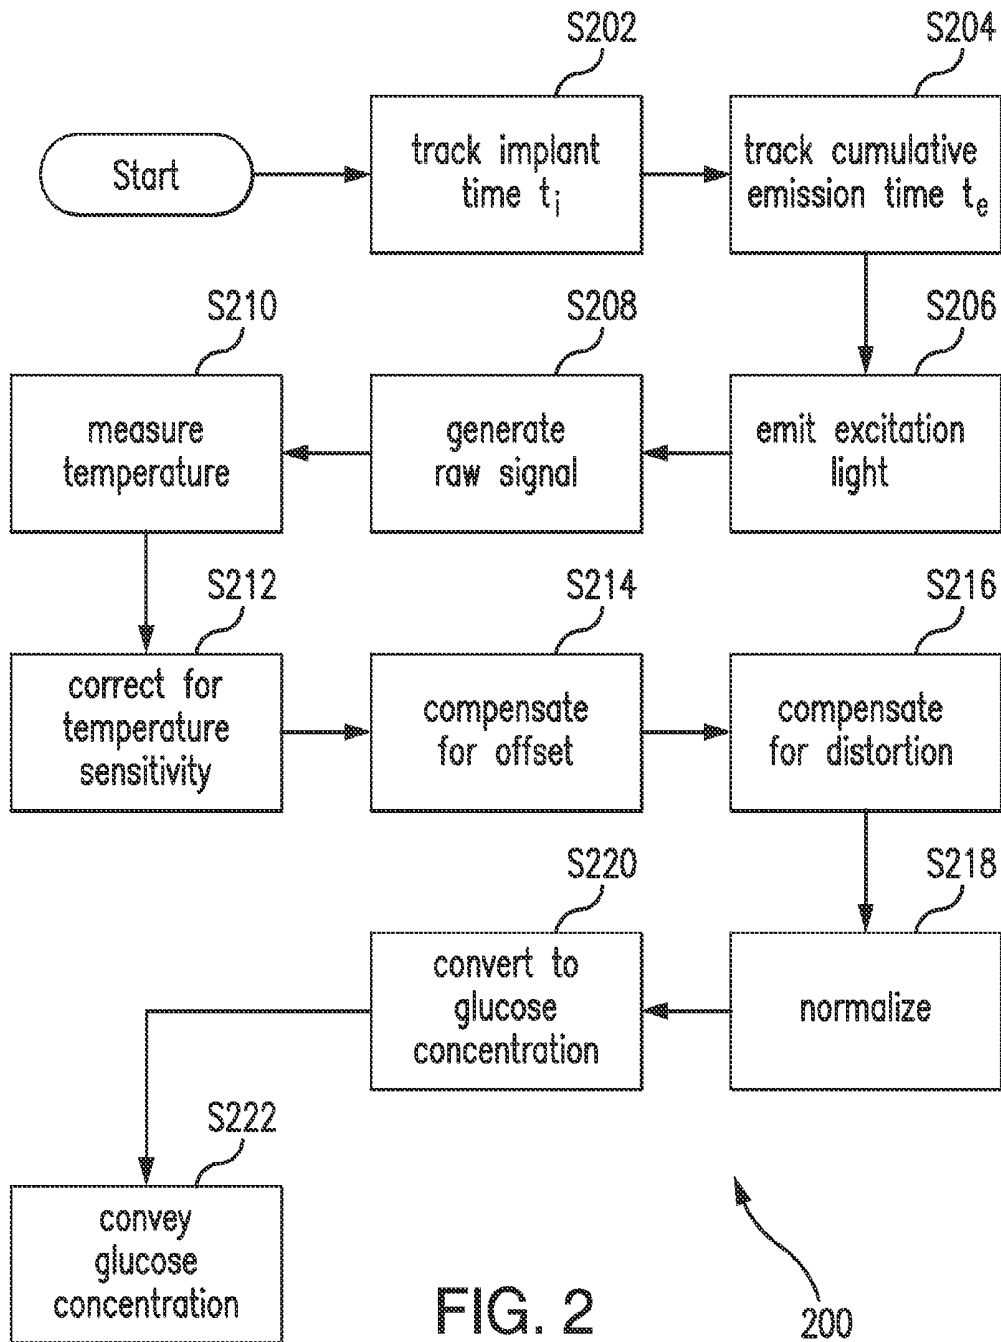 S202
S204
Start
track implant
time ti
track cumulative
emission time te
S210
S208
S206
measure
temperature
generate
raw signal
emit excitation
light
S212
S214
S216
correct for
temperature
sensitivity
compensate
for offset
compensate
for distortion
S220
S218
convert to
glucose
concentration
normalize
S222
convey
glucose
concentration
FIG. 2
200